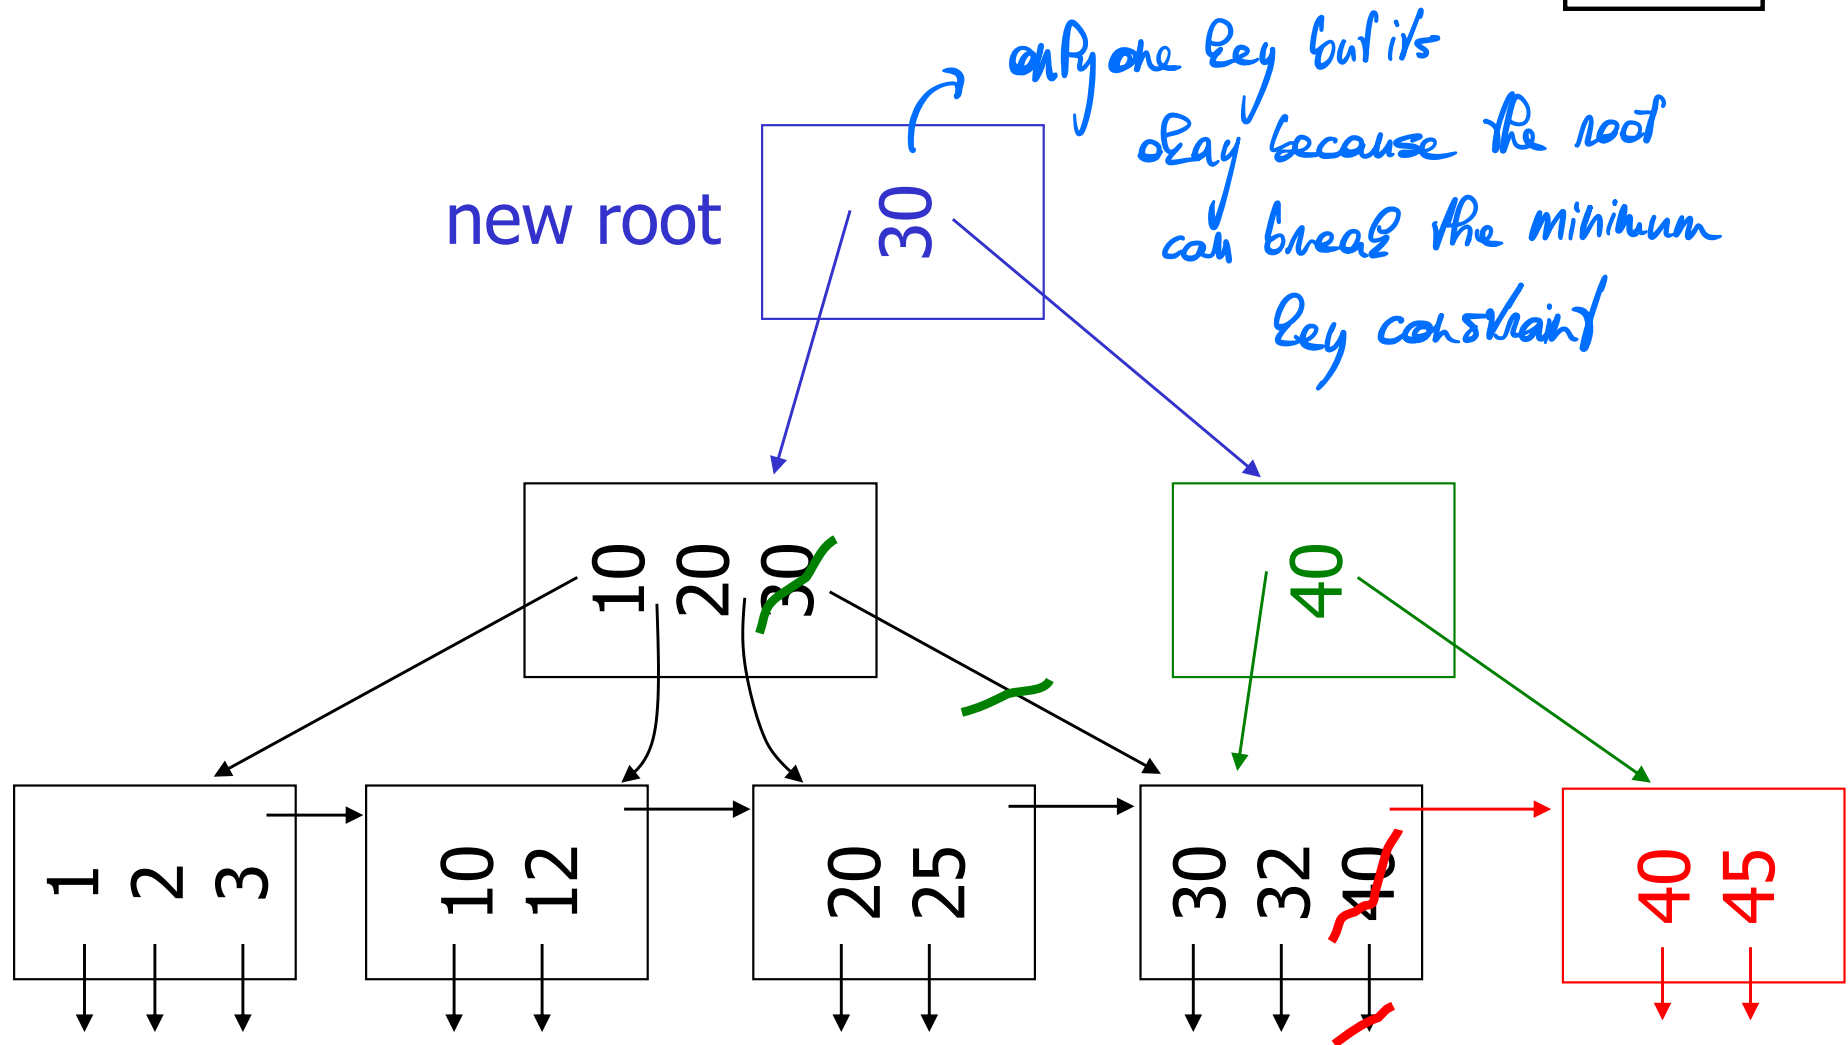 only one key but it's
okay because the root
can break the minimum
key constraint
new root
30
10 20 30
40
1 2 3
10 12
20 25
30 32 40
40 45